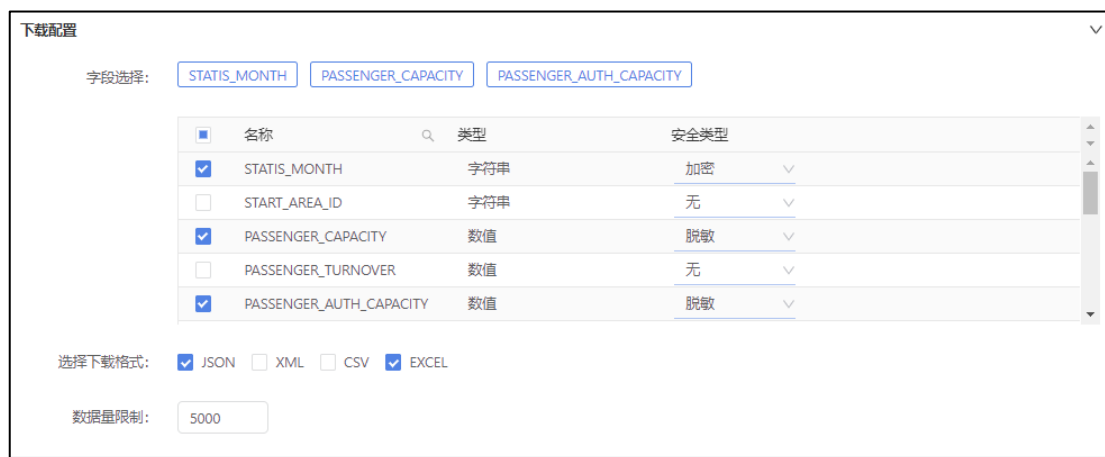 下载配置
字段选择: STATIS_MONTH PASSENGER_CAPACITY PASSENGER_AUTH_CAPACITY
名称 类型 安全类型
STATIS_MONTH 字符串 加密
START_AREA_ID 字符串 无
PASSENGER_CAPACITY 数值 脱敏
PASSENGER_TURNOVER 数值 无
PASSENGER_AUTH_CAPACITY 数值 脱敏
选择下载格式: JSON XML CSV EXCEL
数据量限制: 5000